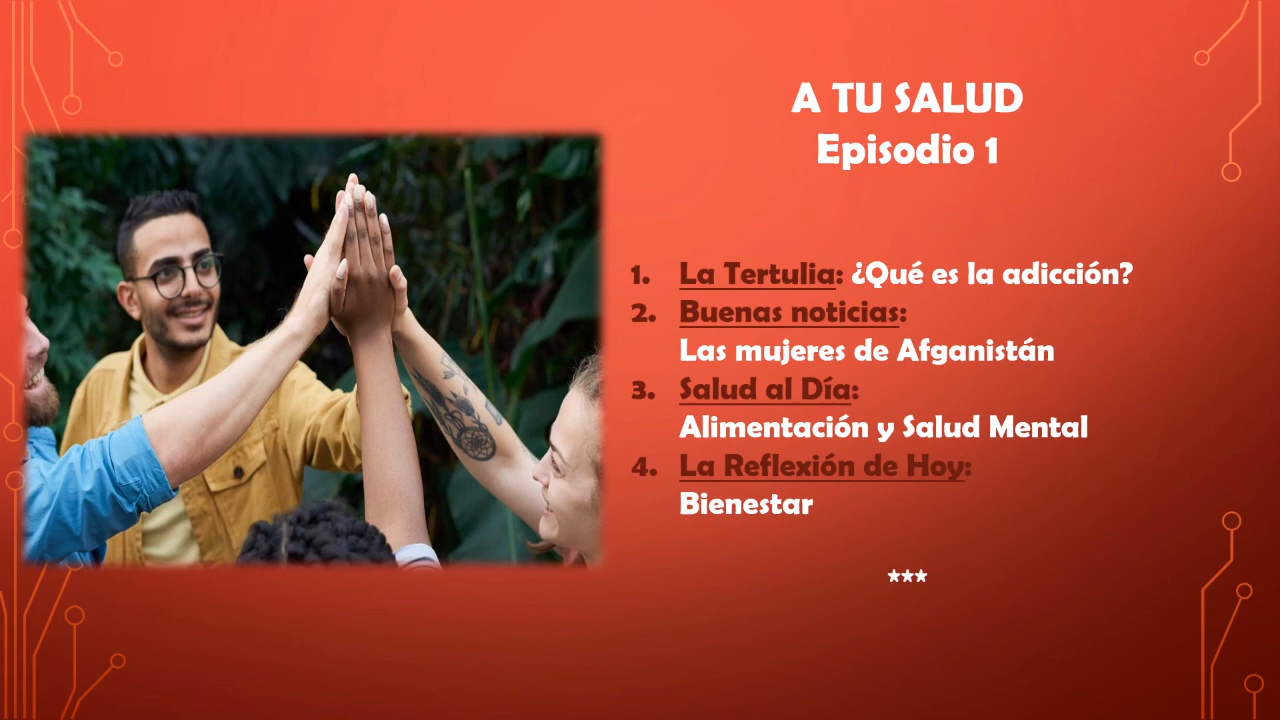 A TU SALUD
Episodio 1
1. La Tertulia: ¿Qué es la adicción?
2. Buenas noticias:
Las mujeres de Afganistán
3. Salud al Día:
Alimentación y Salud Mental
4. La Reflexión de Hoy:
Bienestar
***